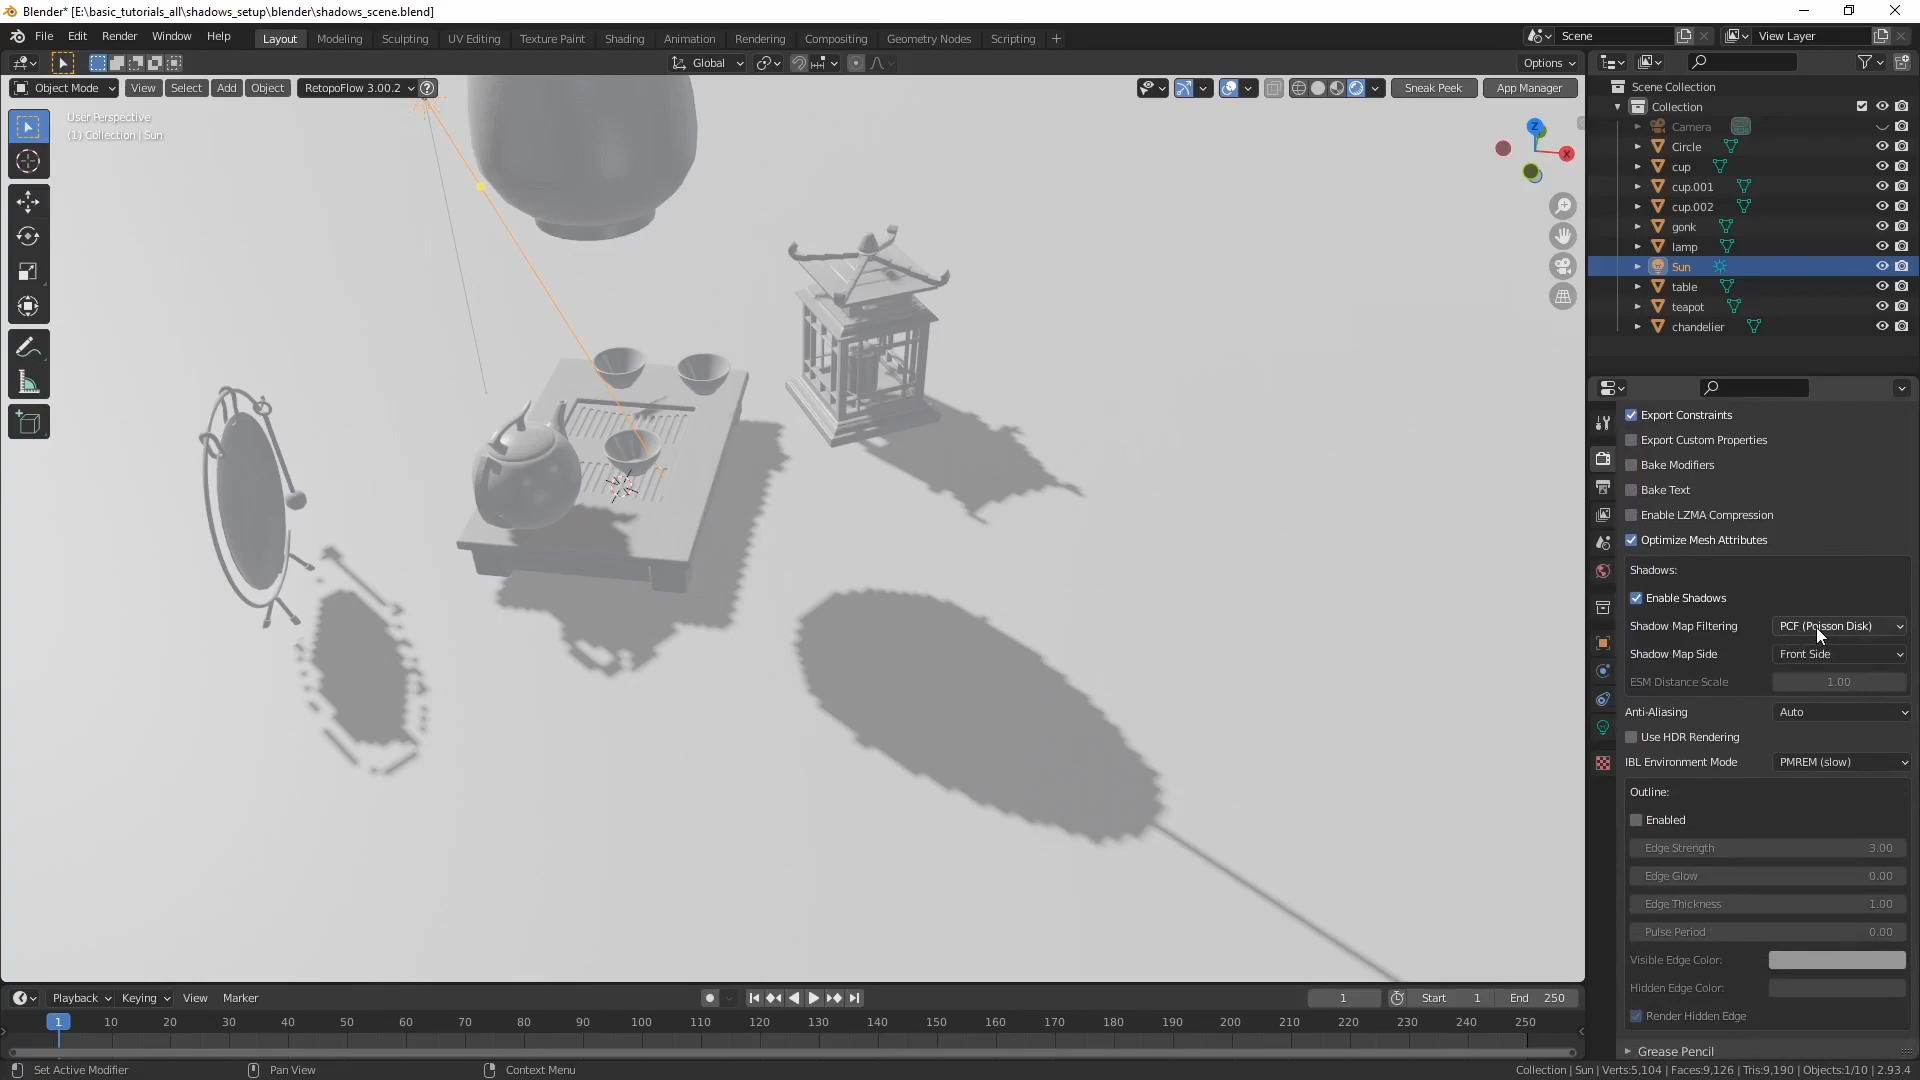 Blender* [E:\basic_tutorials_all\shadows_setup\blender\shadows_scene.blend]
File Edit Render Window Help Layout Modeling Sculpting UV Editing Texture Paint Shading Animation Rendering Compositing Geometry Nodes Scripting + Scene View Layer
Global Options
Object Mode View Select Add Object RetopoFlow 3.00.2 ? Sneak Peek App Manager
User Perspective
(1) Collection | Sun
Z
X
Scene Collection
Collection
Camera
Circle
cup
cup.001
cup.002
gonk
lamp
Sun
table
teapot
chandelier
Export Constraints
Export Custom Properties
Bake Modifiers
Bake Text
Enable LZMA Compression
Optimize Mesh Attributes
Shadows:
Enable Shadows
Shadow Map Filtering PCF (Poisson Disk)
Shadow Map Side Front Side
ESM Distance Scale 1.00
Anti-Aliasing Auto
Use HDR Rendering
IBL Environment Mode PMREM (slow)
Outline:
Enabled
Edge Strength 3.00
Edge Glow 0.00
Edge Thickness 1.00
Pulse Period 0.00
Visible Edge Color:
Hidden Edge Color:
Render Hidden Edge
Grease Pencil
Playback Keying View Marker 1 Start 1 End 250
1 10 20 30 40 50 60 70 80 90 100 110 120 130 140 150 160 170 180 190 200 210 220 230 240 250
Set Active Modifier Pan View Context Menu Collection | Sun | Verts:5,104 | Faces:9,126 | Tris:9,190 | Objects:1/10 | 2.93.4